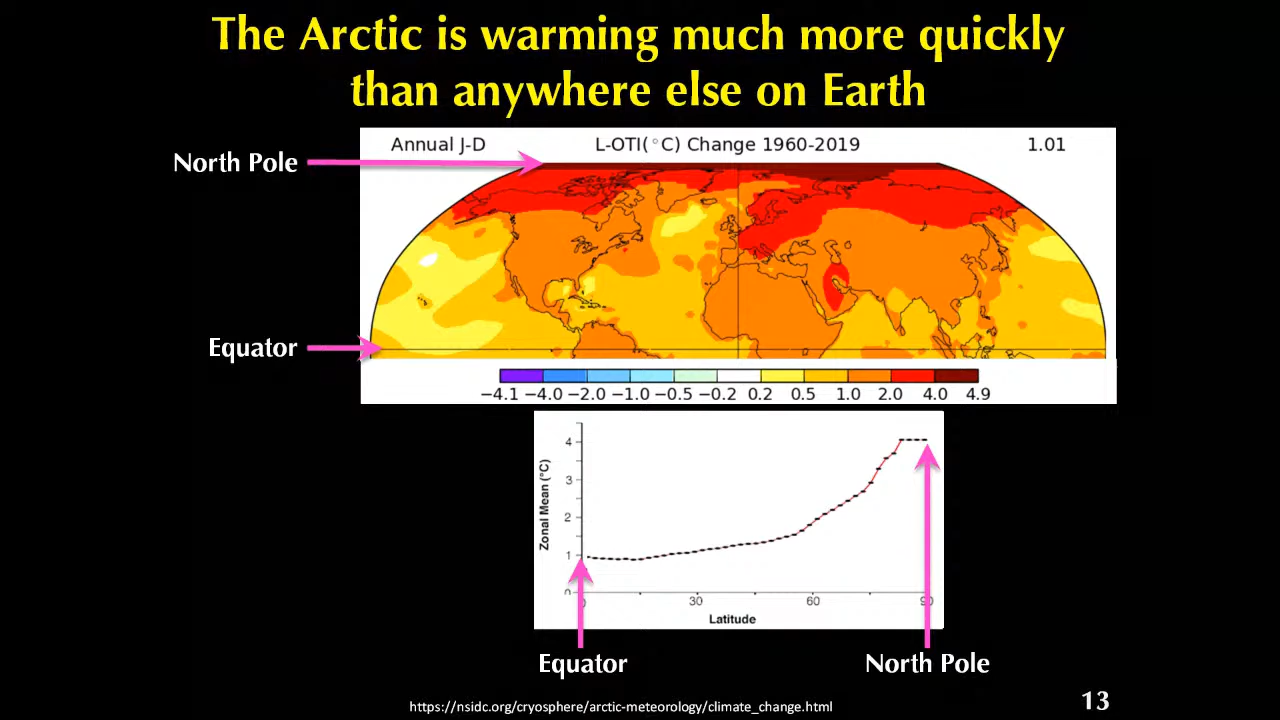 The Arctic is warming much more quickly
than anywhere else on Earth
Annual J-D
L-OTI(°C) Change 1960-2019
1.01
North Pole
Equator
−4.1 −4.0 −2.0 −1.0 −0.5 −0.2 0.2 0.5 1.0 2.0 4.0 4.9
Zonal Mean (°C)
4
3
2
1
0
0 30 60 90
Latitude
Equator
North Pole
https://nsidc.org/cryosphere/arctic-meteorology/climate_change.html
13